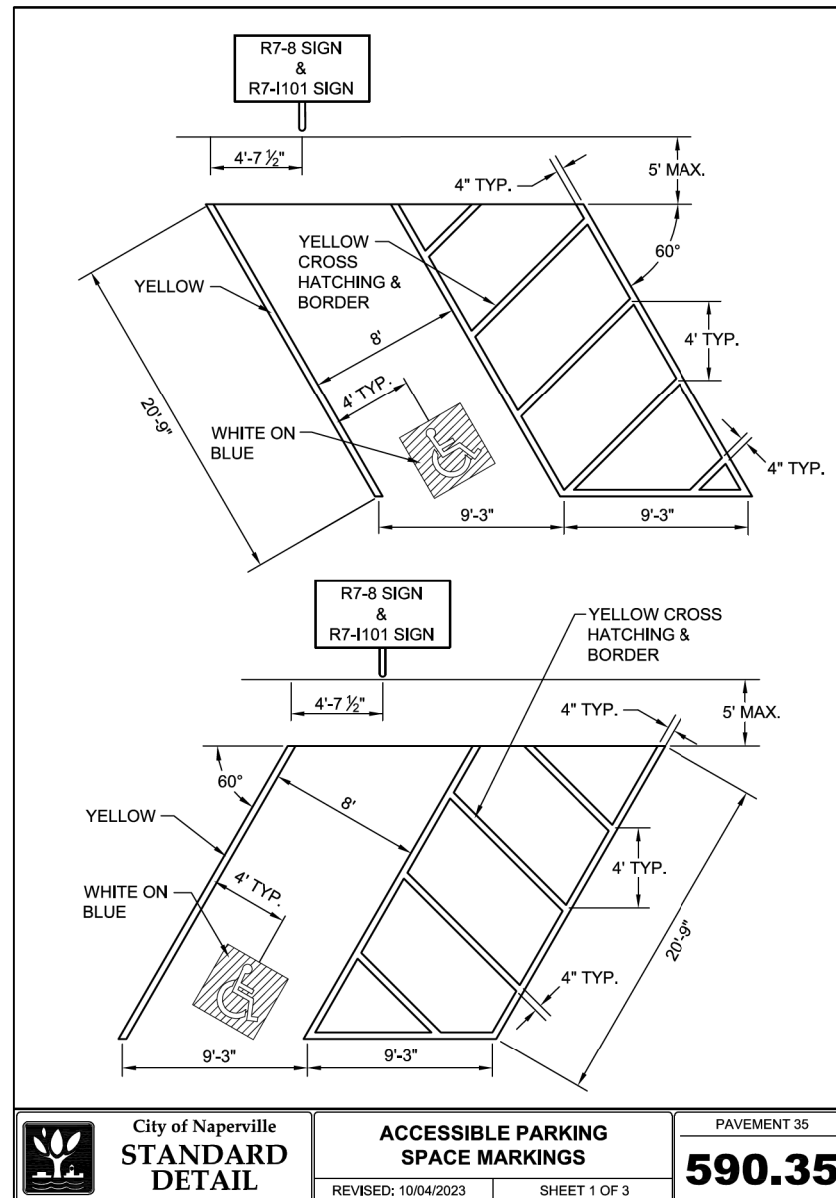 R7-8 SIGN
&
R7-I101 SIGN
4'-7 ½"
4" TYP.
5' MAX.
YELLOW
CROSS
HATCHING &
BORDER
60°
YELLOW
8'
4' TYP.
4' TYP.
20'-9"
WHITE ON
BLUE
4" TYP.
9'-3"
9'-3"
R7-8 SIGN
&
R7-I101 SIGN
YELLOW CROSS
HATCHING &
BORDER
4'-7 ½"
4" TYP.
5' MAX.
60°
8'
YELLOW
4' TYP.
4' TYP.
WHITE ON
BLUE
20'-9"
4" TYP.
9'-3"
9'-3"
City of Naperville
STANDARD
DETAIL
ACCESSIBLE PARKING
SPACE MARKINGS
REVISED: 10/04/2023
SHEET 1 OF 3
PAVEMENT 35
590.35